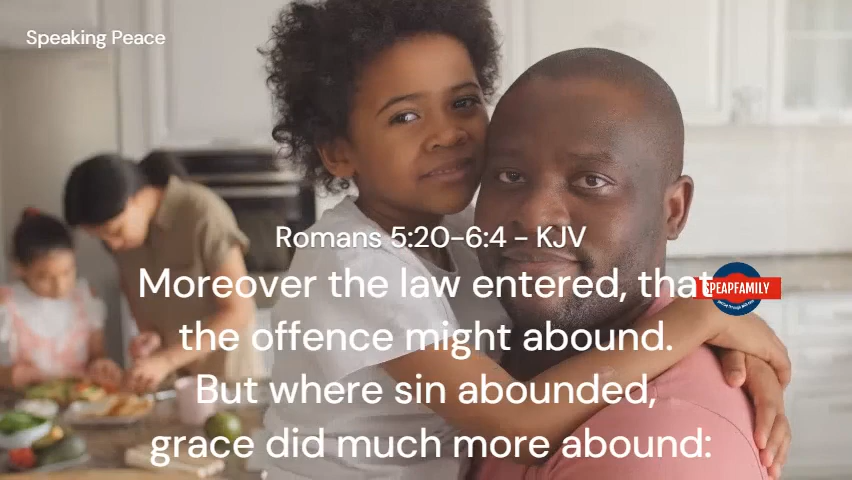 Speaking Peace
Romans 5:20-6:4 - KJV
Moreover the law entered, that
SPEAPFAMILY
the offence might abound.
But where sin abounded,
grace did much more abound: